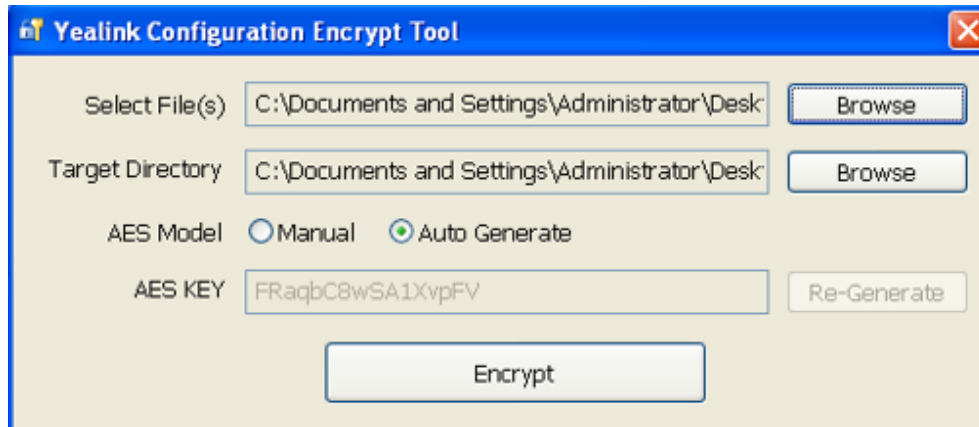 Yealink Configuration Encrypt Tool
Select File(s) C:\Documents and Settings\Administrator\Desk Browse
Target Directory C:\Documents and Settings\Administrator\Desk Browse
AES Model Manual Auto Generate
AES KEY FRaqbC8wSA1XvpFV Re-Generate
Encrypt